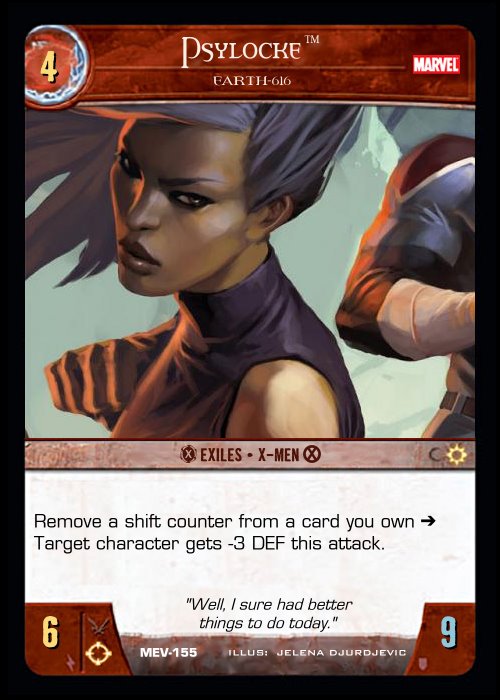 4
Psylocke™
MARVEL
EARTH-616
EXILES • X-MEN
C
Remove a shift counter from a card you own ➔
Target character gets -3 DEF this attack.
"Well, I sure had better
things to do today."
6
9
MEV-155 ILLUS: JELENA DJURDJEVIC